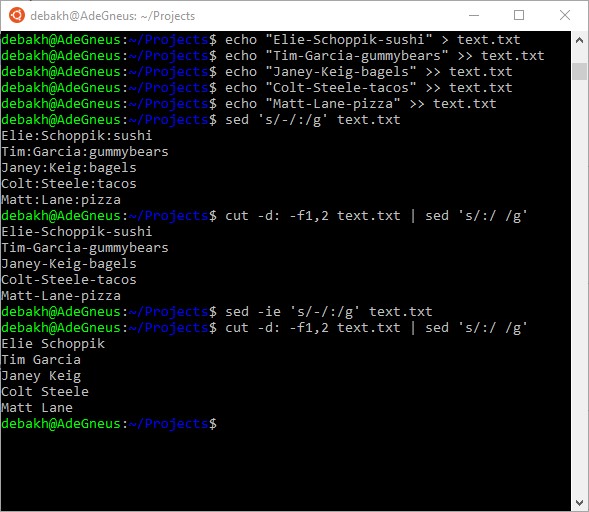 debakh@AdeGneus: ~/Projects
debakh@AdeGneus:~/Projects$ echo "Elie-Schoppik-sushi" > text.txt
debakh@AdeGneus:~/Projects$ echo "Tim-Garcia-gummybears" >> text.txt
debakh@AdeGneus:~/Projects$ echo "Janey-Keig-bagels" >> text.txt
debakh@AdeGneus:~/Projects$ echo "Colt-Steele-tacos" >> text.txt
debakh@AdeGneus:~/Projects$ echo "Matt-Lane-pizza" >> text.txt
debakh@AdeGneus:~/Projects$ sed 's/-/:/g' text.txt
Elie:Schoppik:sushi
Tim:Garcia:gummybears
Janey:Keig:bagels
Colt:Steele:tacos
Matt:Lane:pizza
debakh@AdeGneus:~/Projects$ cut -d: -f1,2 text.txt | sed 's/:/ /g'
Elie-Schoppik-sushi
Tim-Garcia-gummybears
Janey-Keig-bagels
Colt-Steele-tacos
Matt-Lane-pizza
debakh@AdeGneus:~/Projects$ sed -ie 's/-/:/g' text.txt
debakh@AdeGneus:~/Projects$ cut -d: -f1,2 text.txt | sed 's/:/ /g'
Elie Schoppik
Tim Garcia
Janey Keig
Colt Steele
Matt Lane
debakh@AdeGneus:~/Projects$